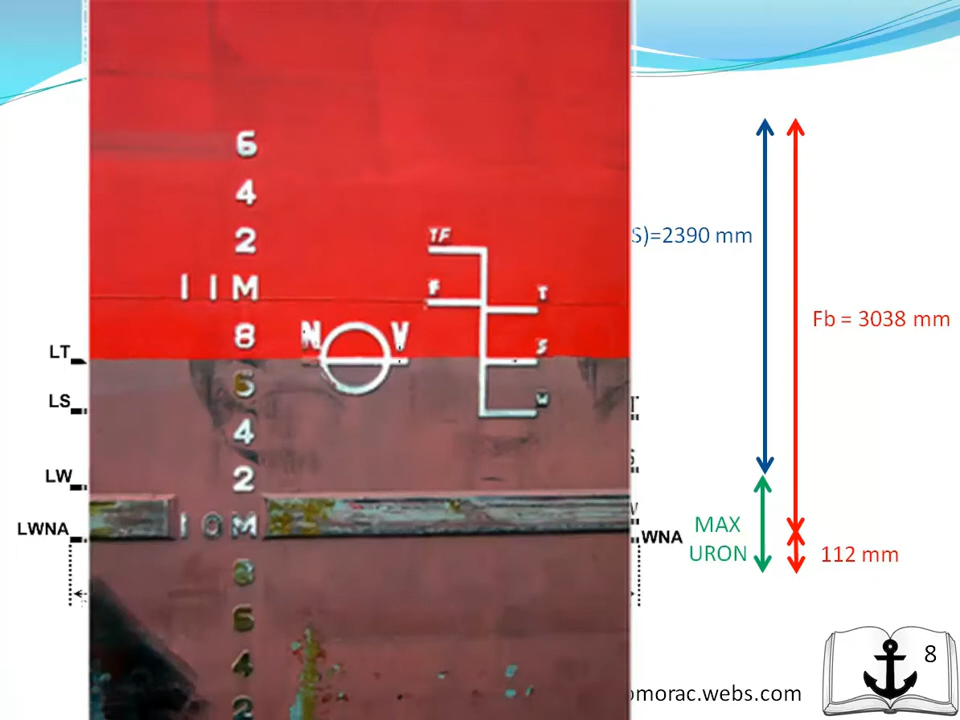 6
4
2
11M
8
6
4
2
10M
8
6
4
2
TF
F
T
S
W
N V
LT
LS
LW
LWNA
WNA
S)=2390 mm
Fb = 3038 mm
MAX
URON
112 mm
8
omorac.webs.com